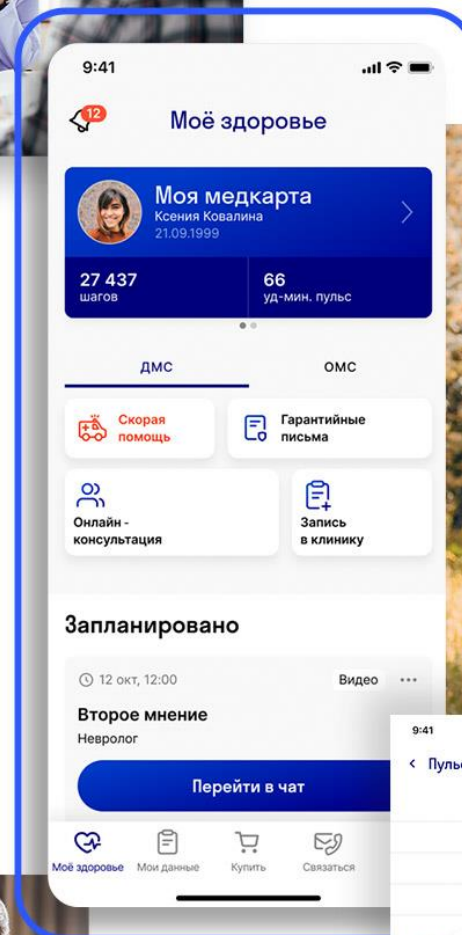 9:41
12
Моё здоровье
Моя медкарта
Ксения Ковалина
21.09.1999
27 437
шагов
66
уд-мин. пульс
ДМС
ОМС
Скорая
помощь
Гарантийные
письма
Онлайн -
консультация
Запись
в клинику
Запланировано
12 окт, 12:00
Видео
Второе мнение
Невролог
Перейти в чат
Моё здоровье
Мои данные
Купить
Связаться
9:41